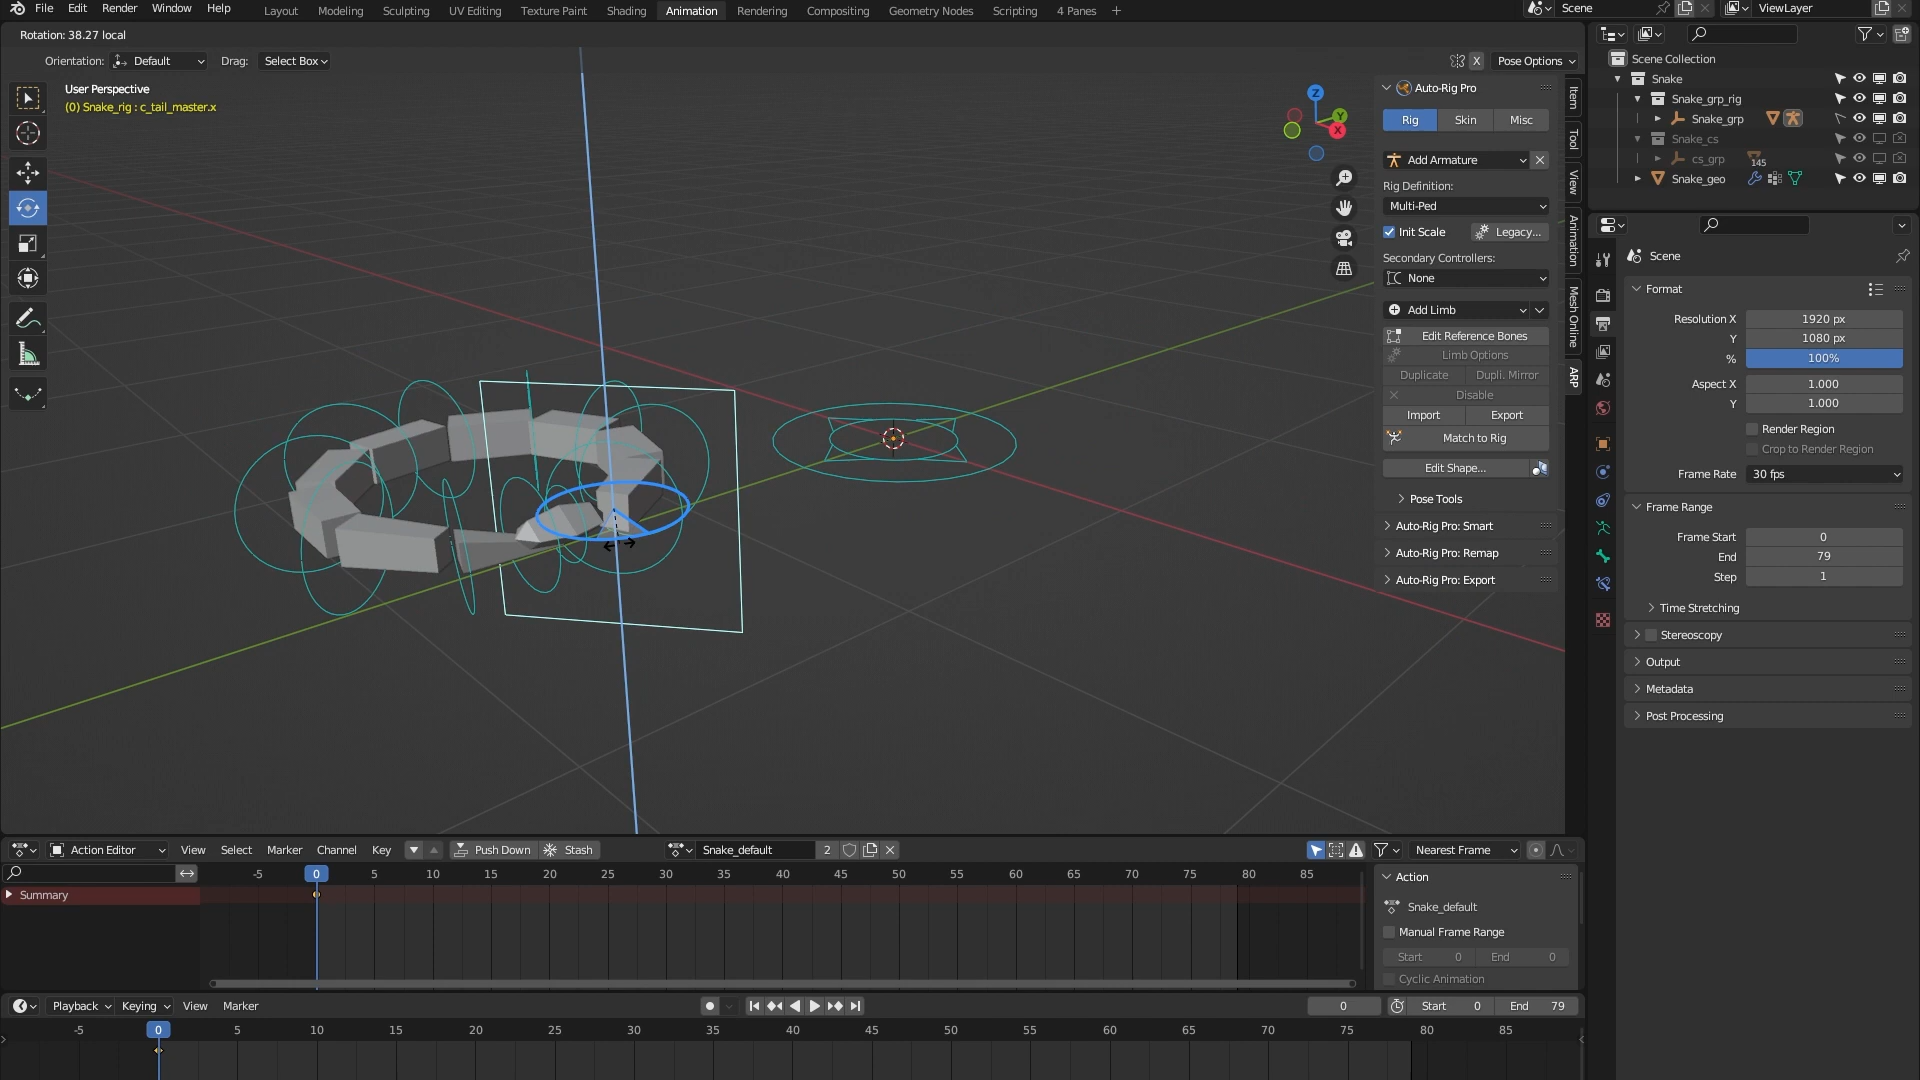 File Edit Render Window Help Layout Modeling Sculpting UV Editing Texture Paint Shading Animation Rendering Compositing Geometry Nodes Scripting 4 Panes + Scene ViewLayer
Rotation: 38.27 local
Orientation: Default Drag: Select Box X Pose Options
User Perspective
(0) Snake_rig : c_tail_master.x
Z
Y
X
Auto-Rig Pro
Rig Skin Misc
Add Armature
Rig Definition:
Multi-Ped
Init Scale Legacy...
Secondary Controllers:
None
Add Limb
Edit Reference Bones
Limb Options
Duplicate Dupli. Mirror
Disable
Import Export
Match to Rig
Edit Shape...
Pose Tools
Auto-Rig Pro: Smart
Auto-Rig Pro: Remap
Auto-Rig Pro: Export
Item
Tool
View
Animation
Mesh Online
ARP
Scene Collection
Snake
Snake_grp_rig
Snake_grp
Snake_cs
cs_grp 145
Snake_geo
Scene
Format
Resolution X 1920 px
Y 1080 px
% 100%
Aspect X 1.000
Y 1.000
Render Region
Crop to Render Region
Frame Rate 30 fps
Frame Range
Frame Start 0
End 79
Step 1
Time Stretching
Stereoscopy
Output
Metadata
Post Processing
Action Editor View Select Marker Channel Key Push Down Stash Snake_default 2 Nearest Frame
-5 0 5 10 15 20 25 30 35 40 45 50 55 60 65 70 75 80 85
Summary
Action
Snake_default
Manual Frame Range
Start 0 End 0
Cyclic Animation
Playback Keying View Marker 0 Start 0 End 79
-5 0 5 10 15 20 25 30 35 40 45 50 55 60 65 70 75 80 85